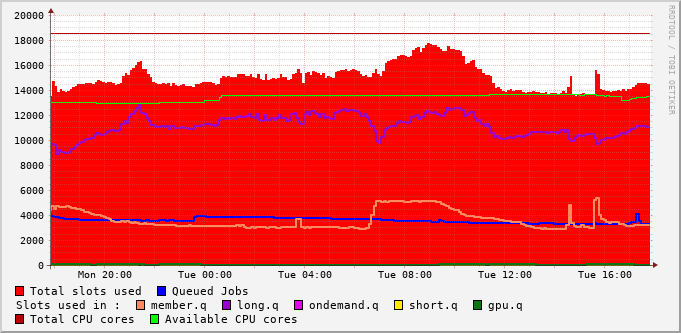 20000
18000
16000
14000
12000
10000
8000
6000
4000
2000
0
Mon 20:00 Tue 00:00 Tue 04:00 Tue 08:00 Tue 12:00 Tue 16:00
Total slots used Queued Jobs
Slots used in : member.q long.q ondemand.q short.q gpu.q
Total CPU cores Available CPU cores
RRDTOOL / TOBI OETIKER